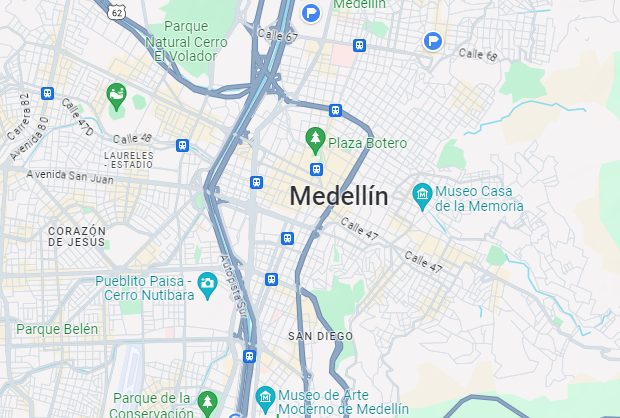 Medellín
62
Parque
Natural Cerro
El Volador
Calle 67
Calle 68
Carrera 82
Avenida 80
Calle 47D
Calle 48
Plaza Botero
LAURELES
- ESTADIO
Avenida San Juan
Medellín
Museo Casa
de la Memoria
CORAZÓN
DE JESUS
Calle 47
Calle 47
Pueblito Paisa -
Cerro Nutibara
Autopista Sur
Parque Belén
SAN DIEGO
Parque de la
Conservación
Museo de Arte
Moderno de Medellín